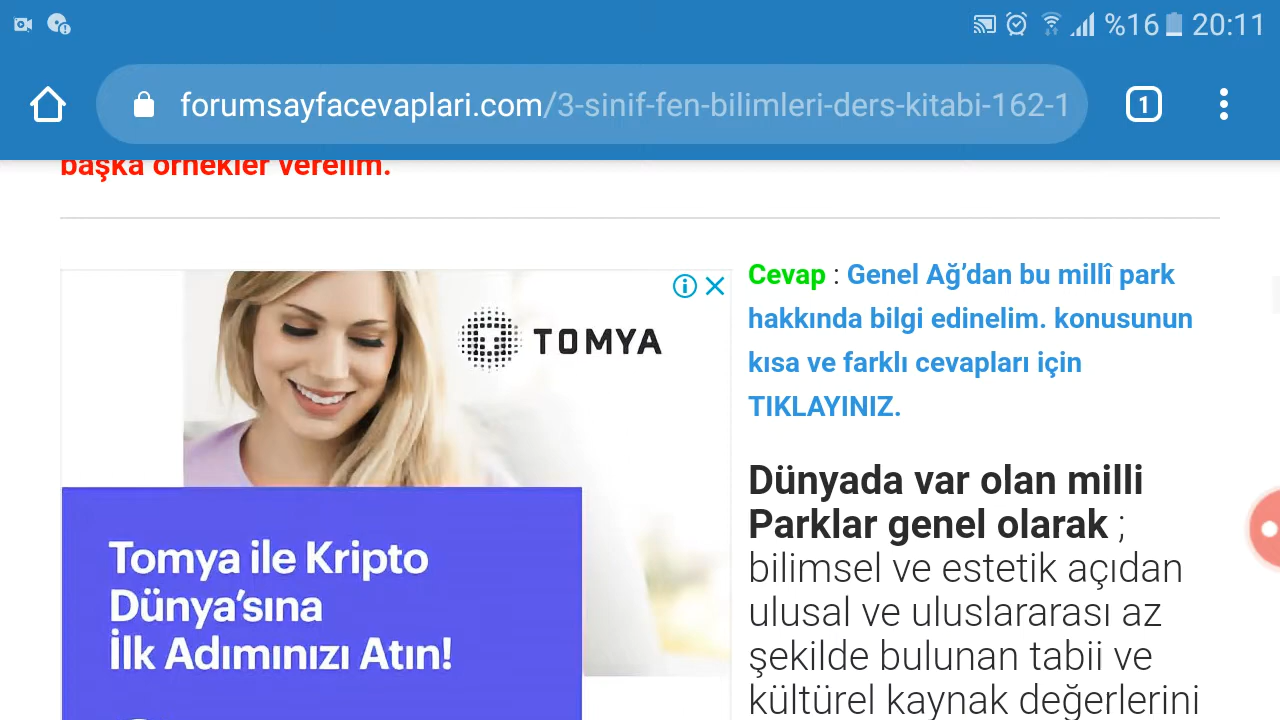 %16 20:11
forumsayfacevaplari.com/3-sinif-fen-bilimleri-ders-kitabi-162-1
1
başka örnekler verelim.
TOMYA
Tomya ile Kripto
Dünya'sına
İlk Adımınızı Atın!
Cevap : Genel Ağ’dan bu millî park
hakkında bilgi edinelim. konusunun
kısa ve farklı cevapları için
TIKLAYINIZ.
Dünyada var olan milli
Parklar genel olarak ;
bilimsel ve estetik açıdan
ulusal ve uluslararası az
şekilde bulunan tabii ve
kültürel kaynak değerlerini